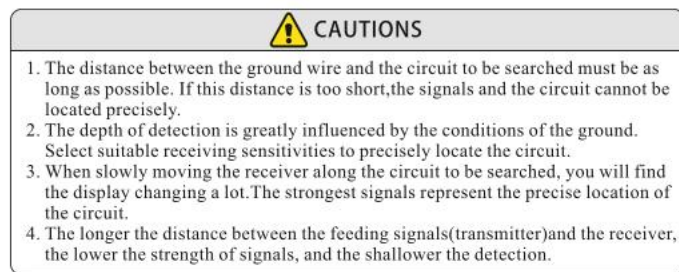 CAUTIONS
1. The distance between the ground wire and the circuit to be searched must be as
long as possible. If this distance is too short,the signals and the circuit cannot be
located precisely.
2. The depth of detection is greatly influenced by the conditions of the ground.
Select suitable receiving sensitivities to precisely locate the circuit.
3. When slowly moving the receiver along the circuit to be searched, you will find
the display changing a lot.The strongest signals represent the precise location of
the circuit.
4. The longer the distance between the feeding signals(transmitter)and the receiver,
the lower the strength of signals, and the shallower the detection.